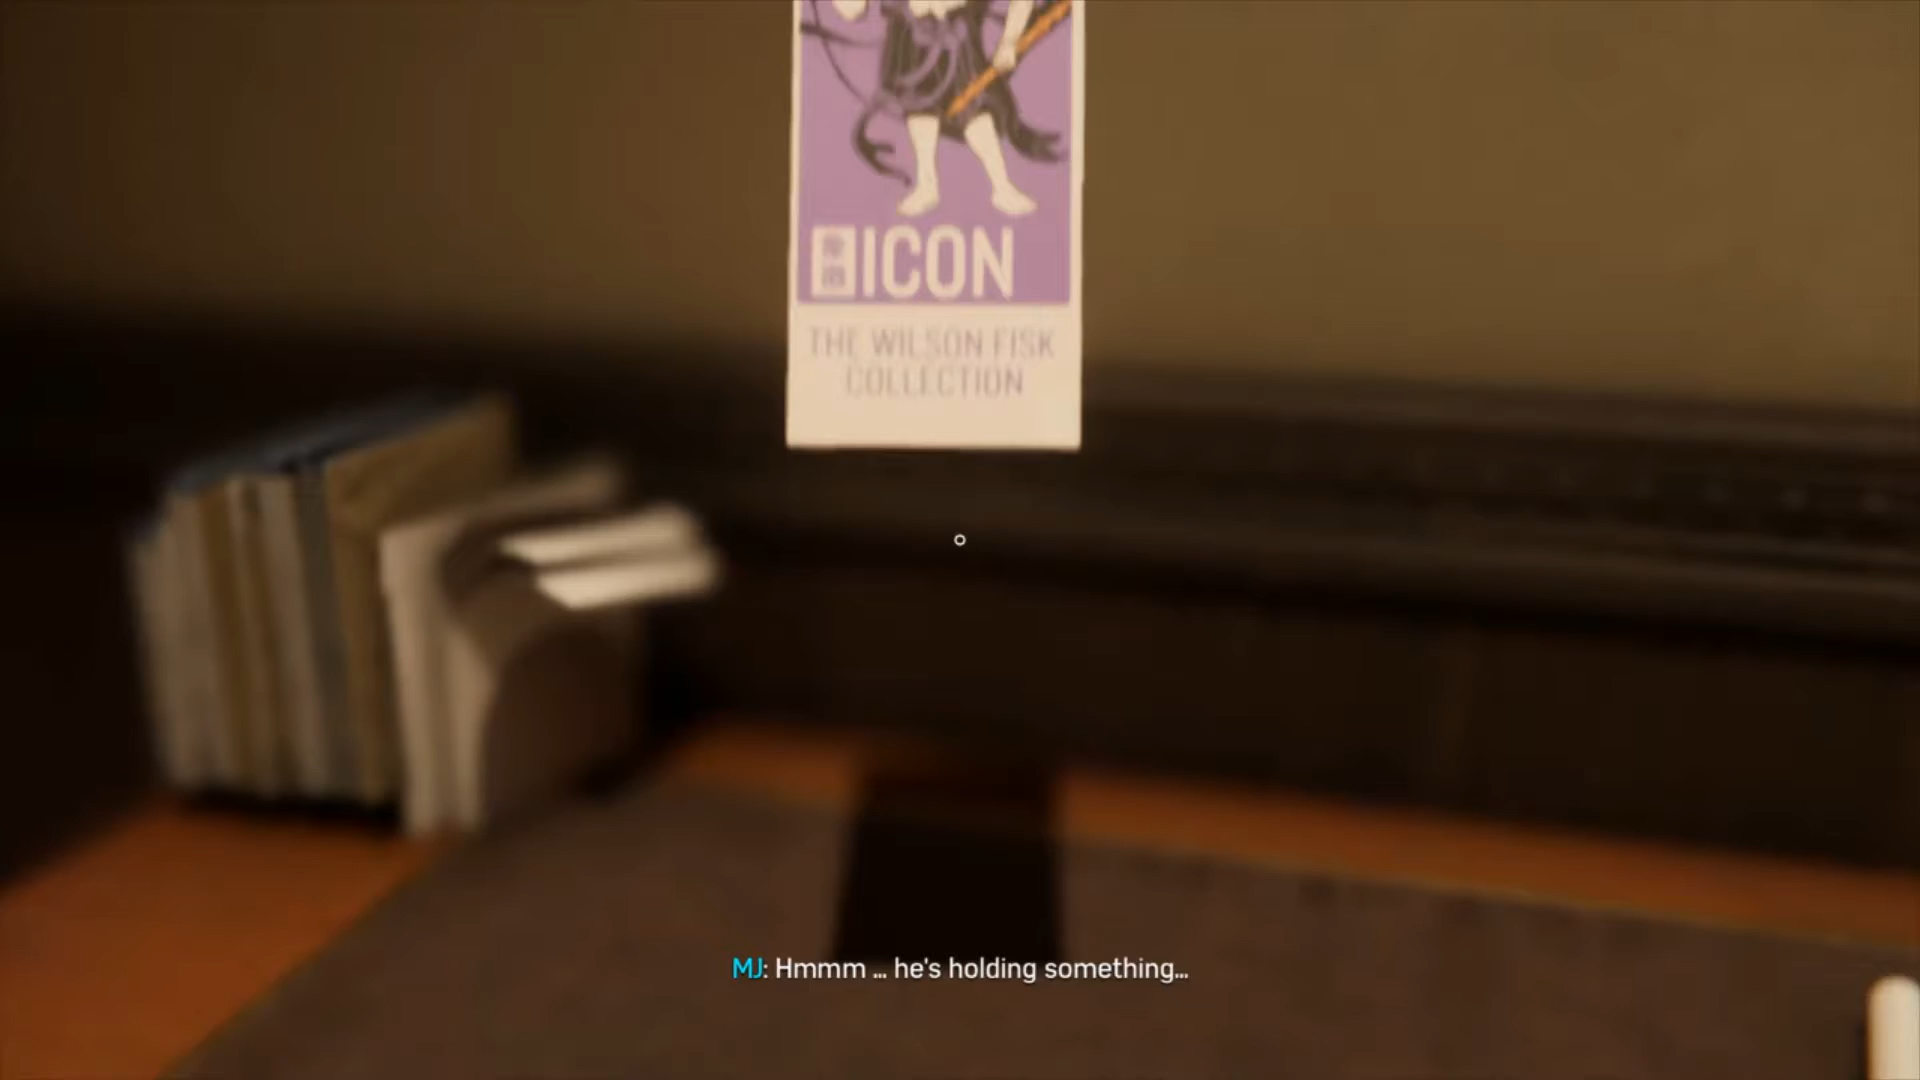 ICON
THE WILSON FISK
COLLECTION
MJ: Hmmm ... he's holding something...